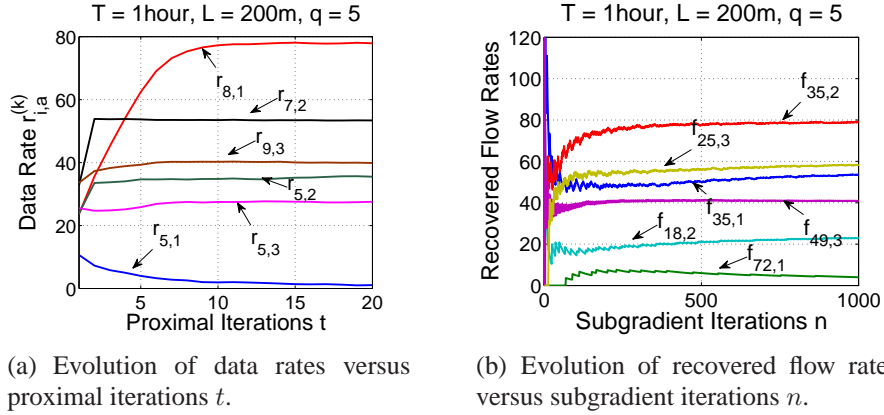 T = 1hour, L = 200m, q = 5
80
60
40
20
0
5
10
15
20
Data Rate r_{i,a}^{(k)}
r_{8,1}
r_{7,2}
r_{9,3}
r_{5,2}
r_{5,3}
r_{5,1}
Proximal Iterations t
(a) Evolution of data rates versus
proximal iterations t.
T = 1hour, L = 200m, q = 5
120
100
80
60
40
20
0
0
500
1000
Recovered Flow Rates
f_{35,2}
f_{25,3}
f_{35,1}
f_{18,2}
f_{49,3}
f_{72,1}
Subgradient Iterations n
(b) Evolution of recovered flow rate
versus subgradient iterations n.